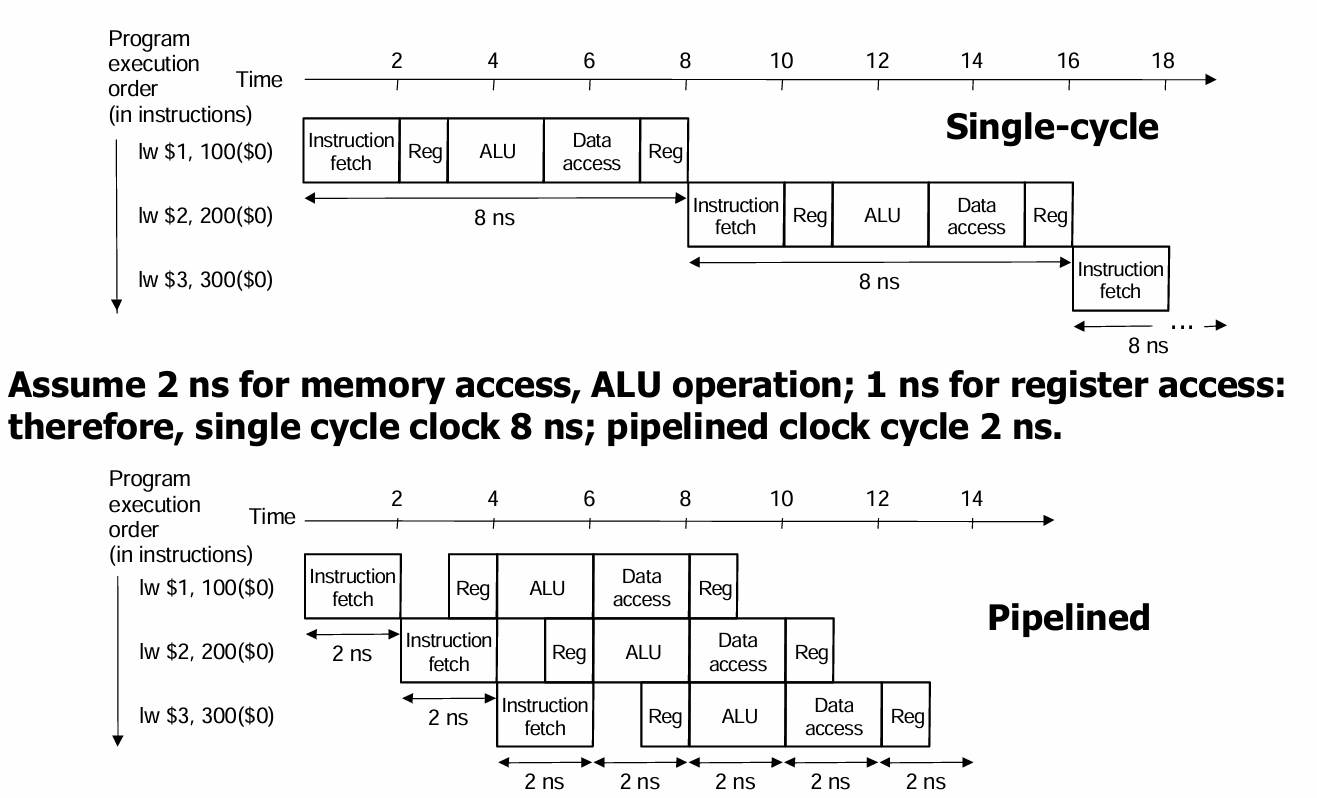 Program
execution
order
(in instructions)
Time
2 4 6 8 10 12 14 16 18
Single-cycle
lw $1, 100($0)
Instruction
fetch
Reg
ALU
Data
access
Reg
8 ns
lw $2, 200($0)
Instruction
fetch
Reg
ALU
Data
access
Reg
8 ns
lw $3, 300($0)
Instruction
fetch
...
8 ns
Assume 2 ns for memory access, ALU operation; 1 ns for register access:
therefore, single cycle clock 8 ns; pipelined clock cycle 2 ns.
Program
execution
order
(in instructions)
Time
2 4 6 8 10 12 14
Pipelined
lw $1, 100($0)
Instruction
fetch
Reg
ALU
Data
access
Reg
2 ns
lw $2, 200($0)
Instruction
fetch
Reg
ALU
Data
access
Reg
2 ns
lw $3, 300($0)
Instruction
fetch
Reg
ALU
Data
access
Reg
2 ns 2 ns 2 ns 2 ns 2 ns